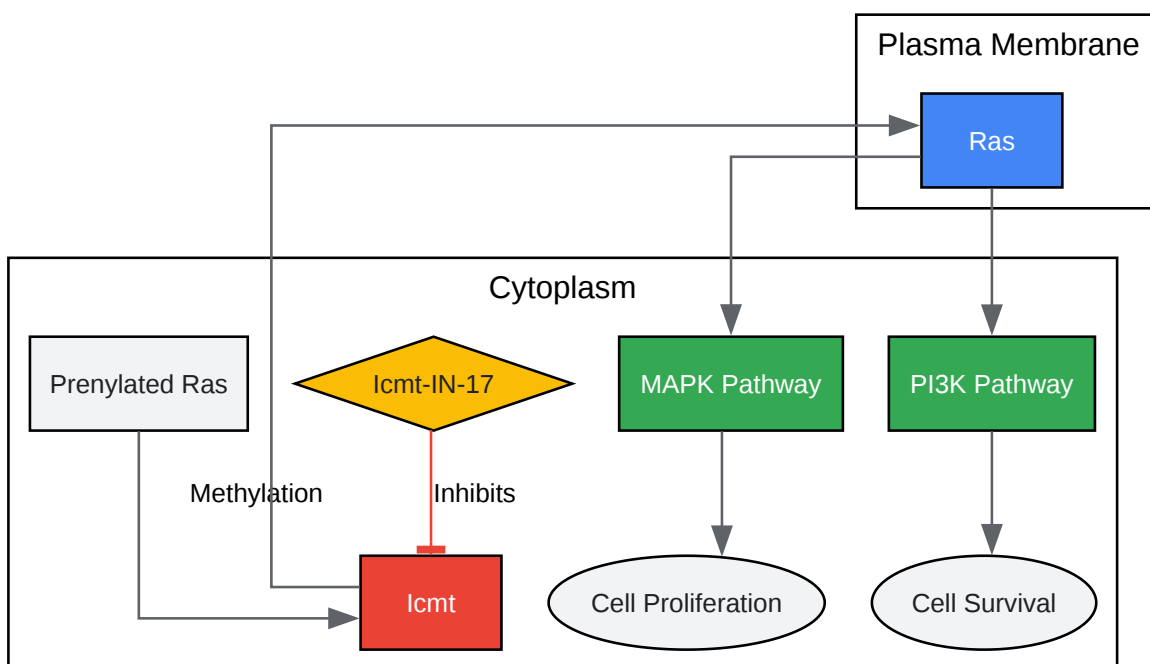 Plasma Membrane
Ras
Cytoplasm
Prenylated Ras
Icmt-IN-17
MAPK Pathway
PI3K Pathway
Methylation
Inhibits
Icmt
Cell Proliferation
Cell Survival